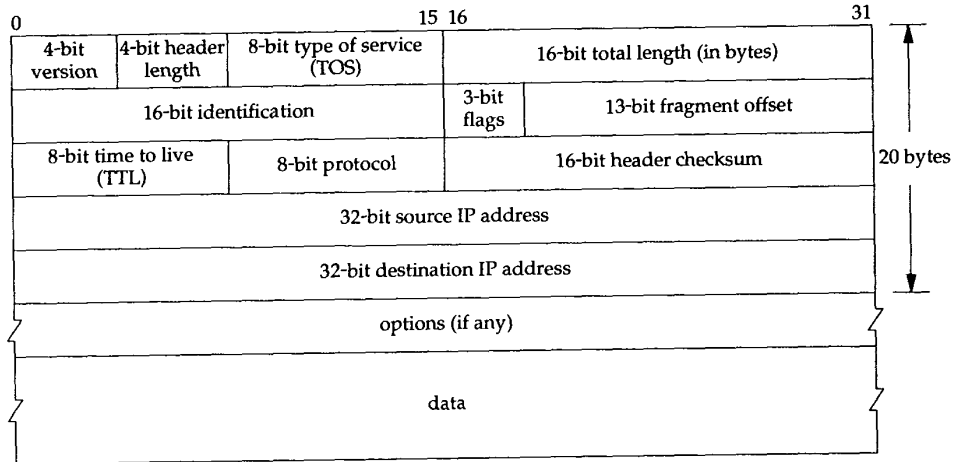 0 15 16 31
4-bit version
4-bit header length
8-bit type of service (TOS)
16-bit total length (in bytes)
16-bit identification
3-bit flags
13-bit fragment offset
8-bit time to live (TTL)
8-bit protocol
16-bit header checksum
20 bytes
32-bit source IP address
32-bit destination IP address
options (if any)
data